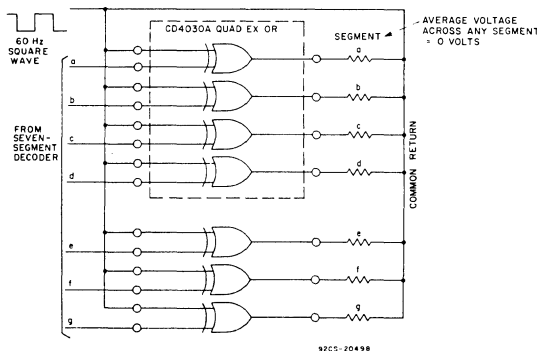 CD4030A QUAD EX OR
SEGMENT
AVERAGE VOLTAGE
ACROSS ANY SEGMENT
= 0 VOLTS
60 Hz
SQUARE
WAVE
a
a
b
b
FROM
SEVEN-
SEGMENT
DECODER
c
c
d
d
COMMON RETURN
e
e
f
f
g
g
92CS-20498